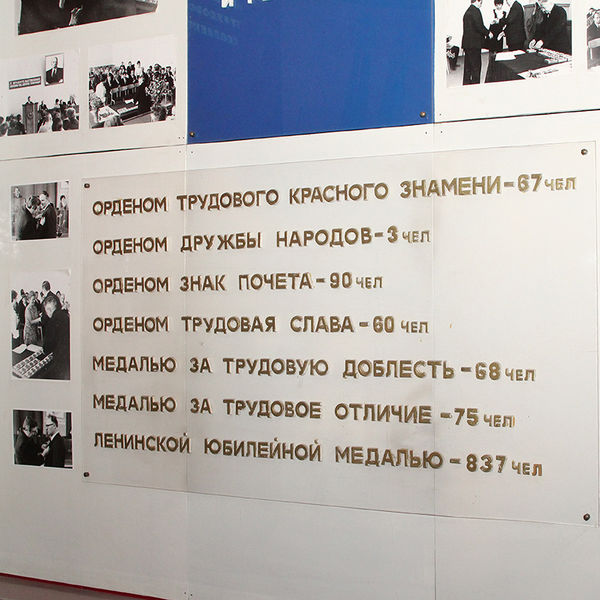 ОРДЕНОМ ТРУДОВОГО КРАСНОГО ЗНАМЕНИ-67 ЧЕЛ
ОРДЕНОМ ДРУЖБЫ НАРОДОВ-3 ЧЕЛ
ОРДЕНОМ ЗНАК ПОЧЕТА-90 ЧЕЛ
ОРДЕНОМ ТРУДОВАЯ СЛАВА-60 ЧЕЛ
МЕДАЛЬЮ ЗА ТРУДОВУЮ ДОБЛЕСТЬ-68 ЧЕЛ
МЕДАЛЬЮ ЗА ТРУДОВОЕ ОТЛИЧИЕ-75 ЧЕЛ
ЛЕНИНСКОЙ ЮБИЛЕЙНОЙ МЕДАЛЬЮ-837 ЧЕЛ